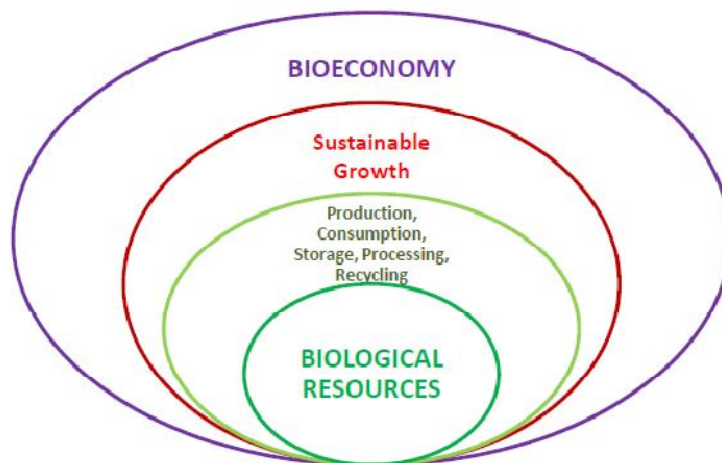 BIOECONOMY
Sustainable
Growth
Production,
Consumption,
Storage, Processing,
Recycling
BIOLOGICAL
RESOURCES